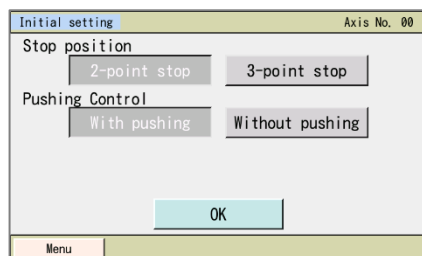 Initial setting Axis No. 00
Stop position
2-point stop 3-point stop
Pushing Control
With pushing Without pushing
OK
Menu